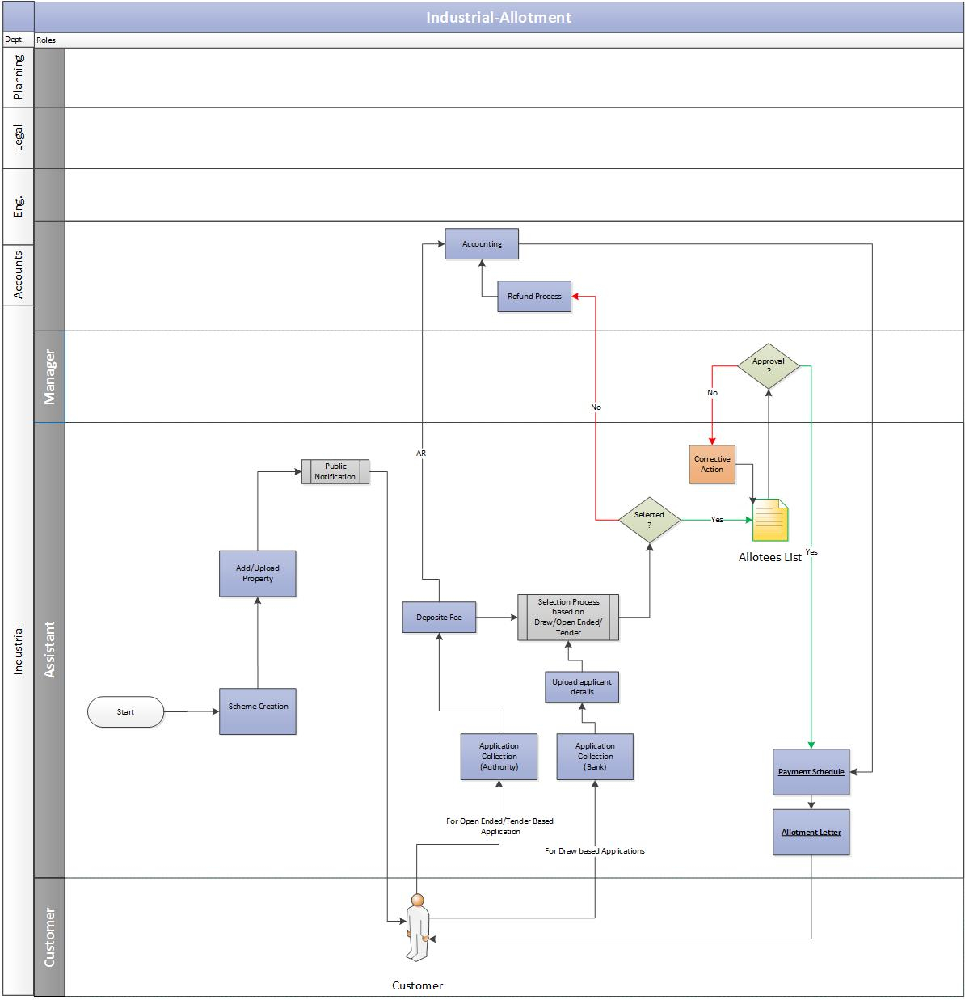 Industrial-Allotment
Dept.
Roles
Planning
Legal
Eng.
Accounts
Industrial
Manager
Assistant
Customer
Accounting
Refund Process
Approval
?
No
No
AR
Public
Notification
Corrective
Action
Selected
?
Yes
Allotees List
Yes
Add/Upload
Property
Deposite Fee
Selection Process
based on
Draw/Open Ended/
Tender
Upload applicant
details
Start
Scheme Creation
Application
Collection
(Authority)
Application
Collection
(Bank)
Payment Schedule
For Open Ended/Tender Based
Application
For Draw based Applications
Allotment Letter
Customer